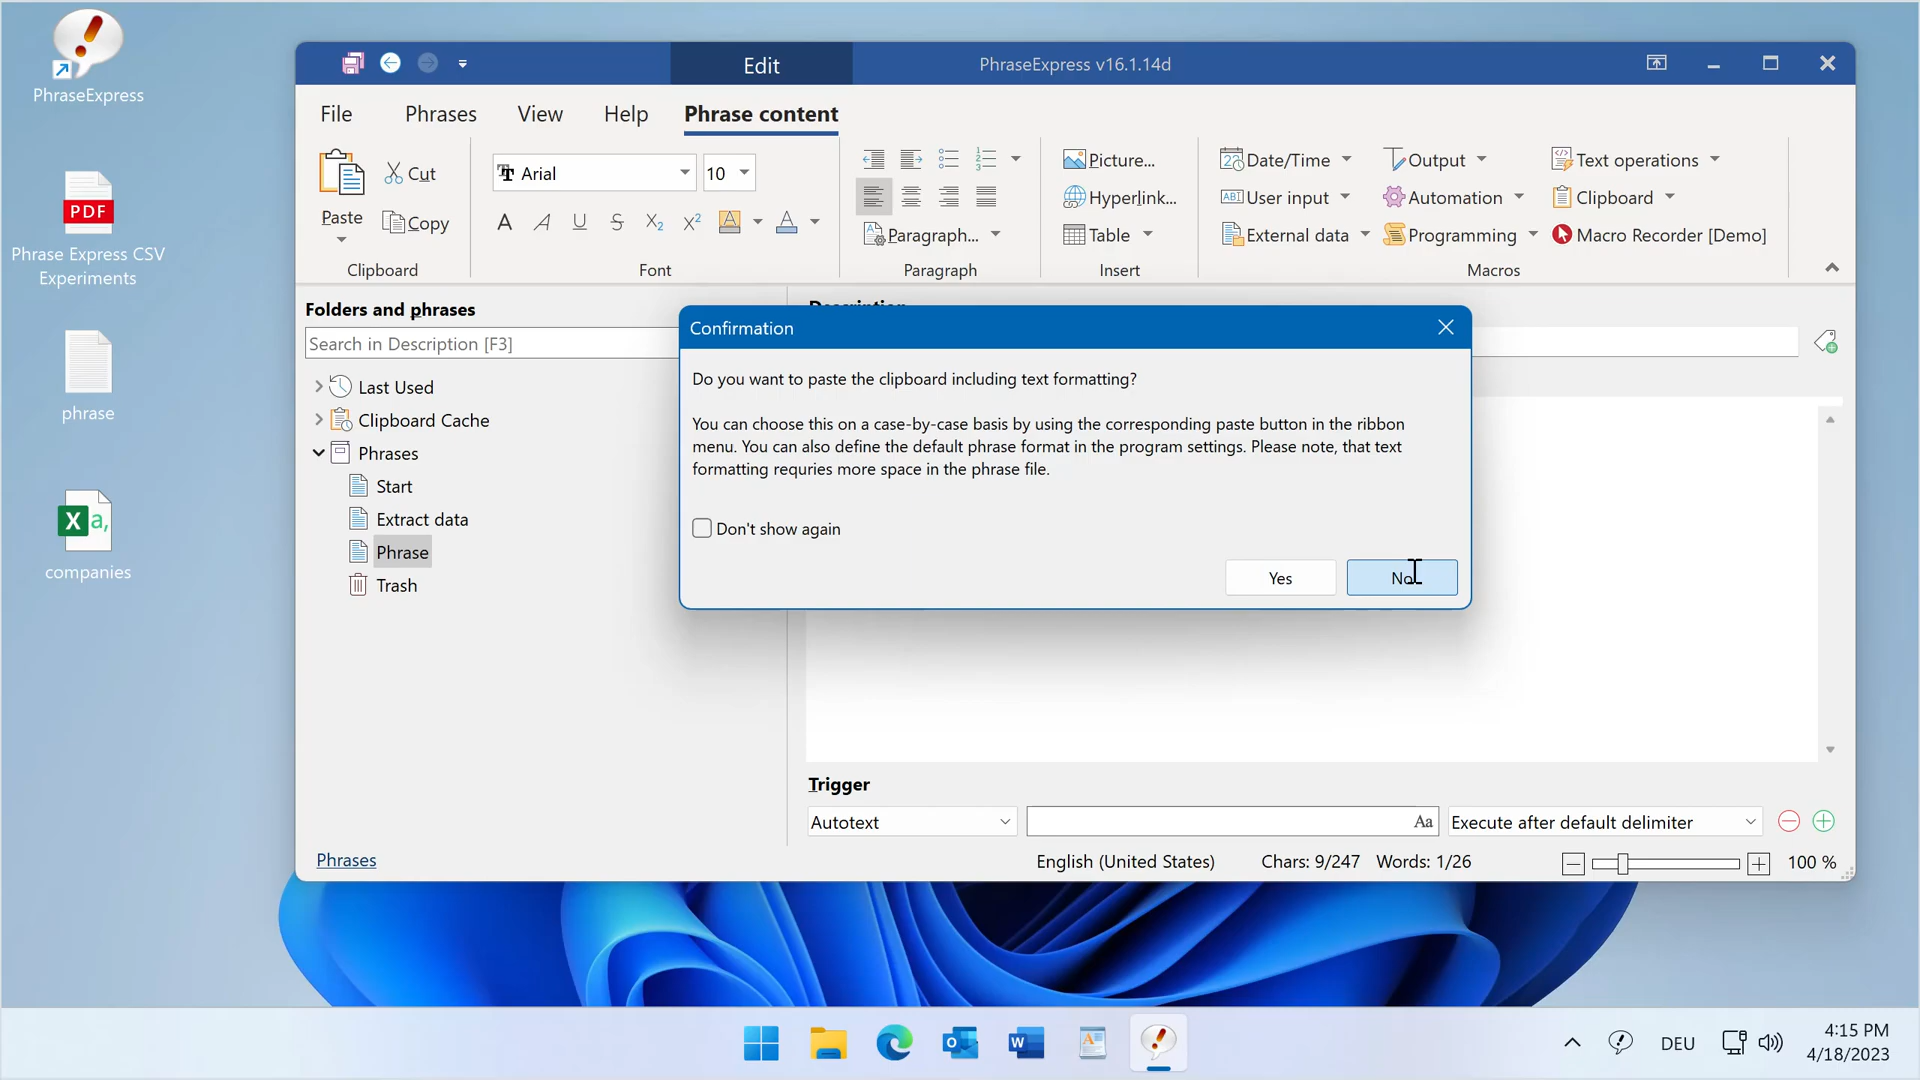 PhraseExpress
PDF
Phrase Express CSV
Experiments
phrase
companies
Edit
PhraseExpress v16.1.14d
File
Phrases
View
Help
Phrase content
Paste
Cut
Copy
Clipboard
Arial
10
Font
Paragraph...
Paragraph
Picture...
Hyperlink...
Table
Insert
Date/Time
User input
External data
Output
Automation
Programming
Text operations
Clipboard
Macro Recorder [Demo]
Macros
Folders and phrases
Search in Description [F3]
Last Used
Clipboard Cache
Phrases
Start
Extract data
Phrase
Trash
Confirmation
Do you want to paste the clipboard including text formatting?
You can choose this on a case-by-case basis by using the corresponding paste button in the ribbon
menu. You can also define the default phrase format in the program settings. Please note, that text
formatting requries more space in the phrase file.
Don't show again
Yes
No
Trigger
Autotext
Aa
Execute after default delimiter
Phrases
English (United States)
Chars: 9/247
Words: 1/26
100 %
DEU
4:15 PM
4/18/2023